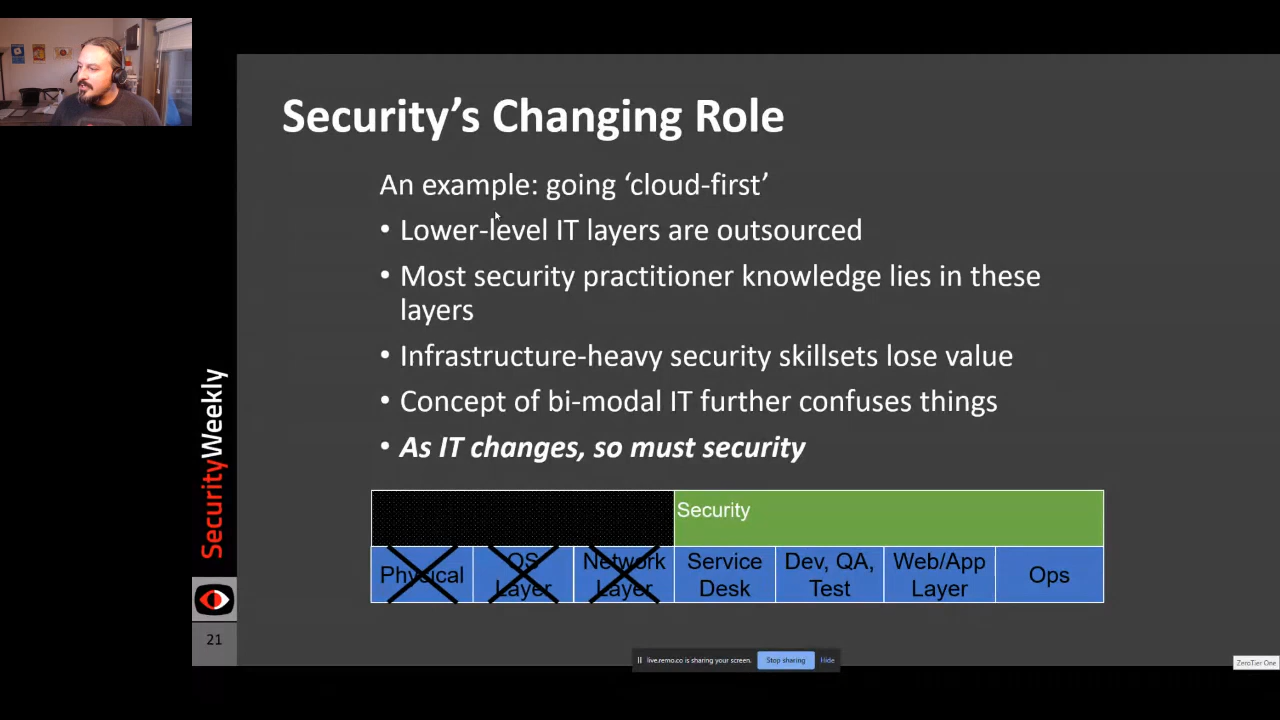 Security's Changing Role
An example: going 'cloud-first'
• Lower-level IT layers are outsourced
• Most security practitioner knowledge lies in these
layers
• Infrastructure-heavy security skillsets lose value
• Concept of bi-modal IT further confuses things
• As IT changes, so must security
Security
Physical
OS
Layer
Network
Layer
Service
Desk
Dev, QA,
Test
Web/App
Layer
Ops
SecurityWeekly
21
live.remo.co is sharing your screen.
Stop sharing
Hide
ZeroTier One